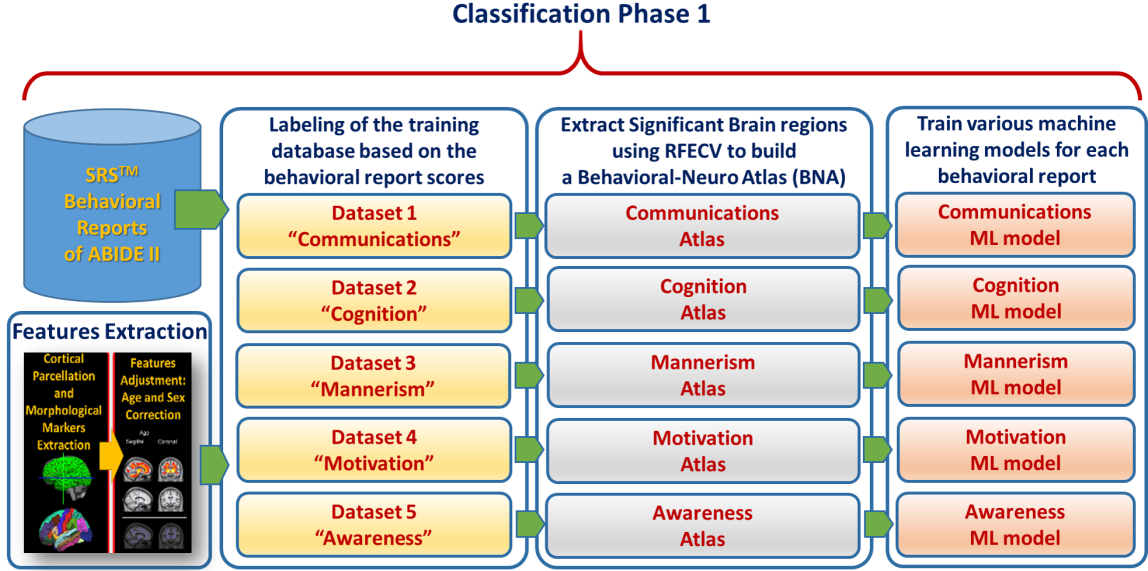 Classification Phase 1
SRS™
Behavioral
Reports
of ABIDE II
Features Extraction
Cortical
Parcellation
and
Morphological
Markers
Extraction
Features
Adjustment:
Age and Sex
Correction
Age
Sagittal Coronal
Labeling of the training
database based on the
behavioral report scores
Dataset 1
“Communications”
Dataset 2
“Cognition”
Dataset 3
“Mannerism”
Dataset 4
“Motivation”
Dataset 5
“Awareness”
Extract Significant Brain regions
using RFECV to build
a Behavioral-Neuro Atlas (BNA)
Communications
Atlas
Cognition
Atlas
Mannerism
Atlas
Motivation
Atlas
Awareness
Atlas
Train various machine
learning models for each
behavioral report
Communications
ML model
Cognition
ML model
Mannerism
ML model
Motivation
ML model
Awareness
ML model